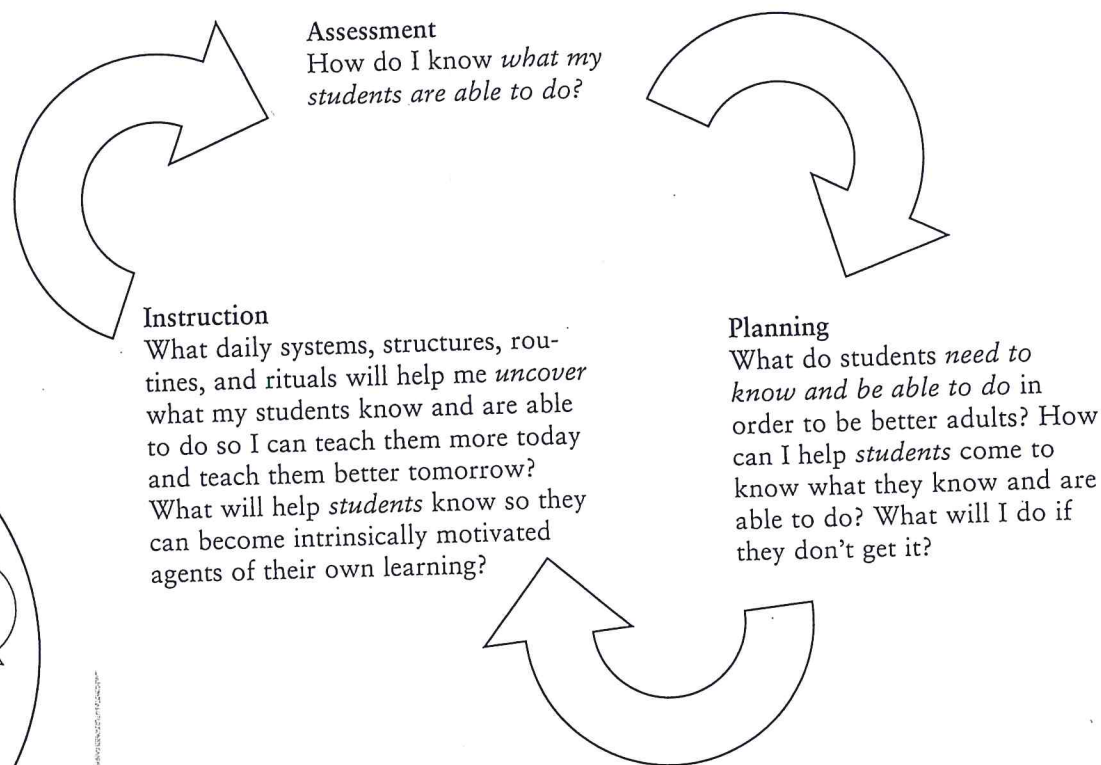 Assessment
How do I know what my
students are able to do?
Instruction
What daily systems, structures, rou-
tines, and rituals will help me uncover
what my students know and are able
to do so I can teach them more today
and teach them better tomorrow?
What will help students know so they
can become intrinsically motivated
agents of their own learning?
Planning
What do students need to
know and be able to do in
order to be better adults? How
can I help students come to
know what they know and are
able to do? What will I do if
they don't get it?